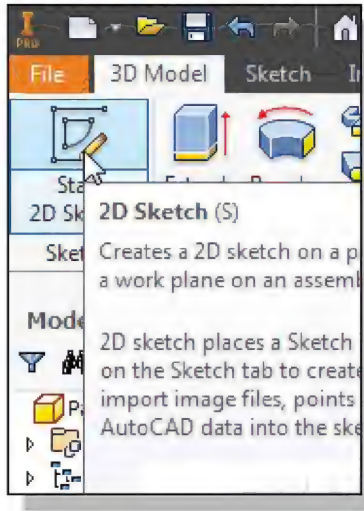 PRO
File 3D Model Sketch
Sta
2D Sk
Sket
2D Sketch (S)
Creates a 2D sketch on a p
a work plane on an assemb
Mode
2D sketch places a Sketch
on the Sketch tab to create
import image files, points
AutoCAD data into the ske